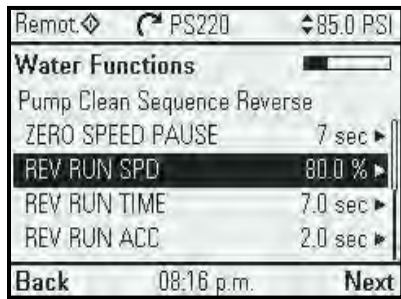 Remot. PS220 85.0 PSI
Water Functions
Pump Clean Sequence Reverse
ZERO SPEED PAUSE 7 sec
REV RUN SPD 80.0 %
REV RUN TIME 7.0 sec
REV RUN ACC 2.0 sec
Back 08:16 p.m. Next